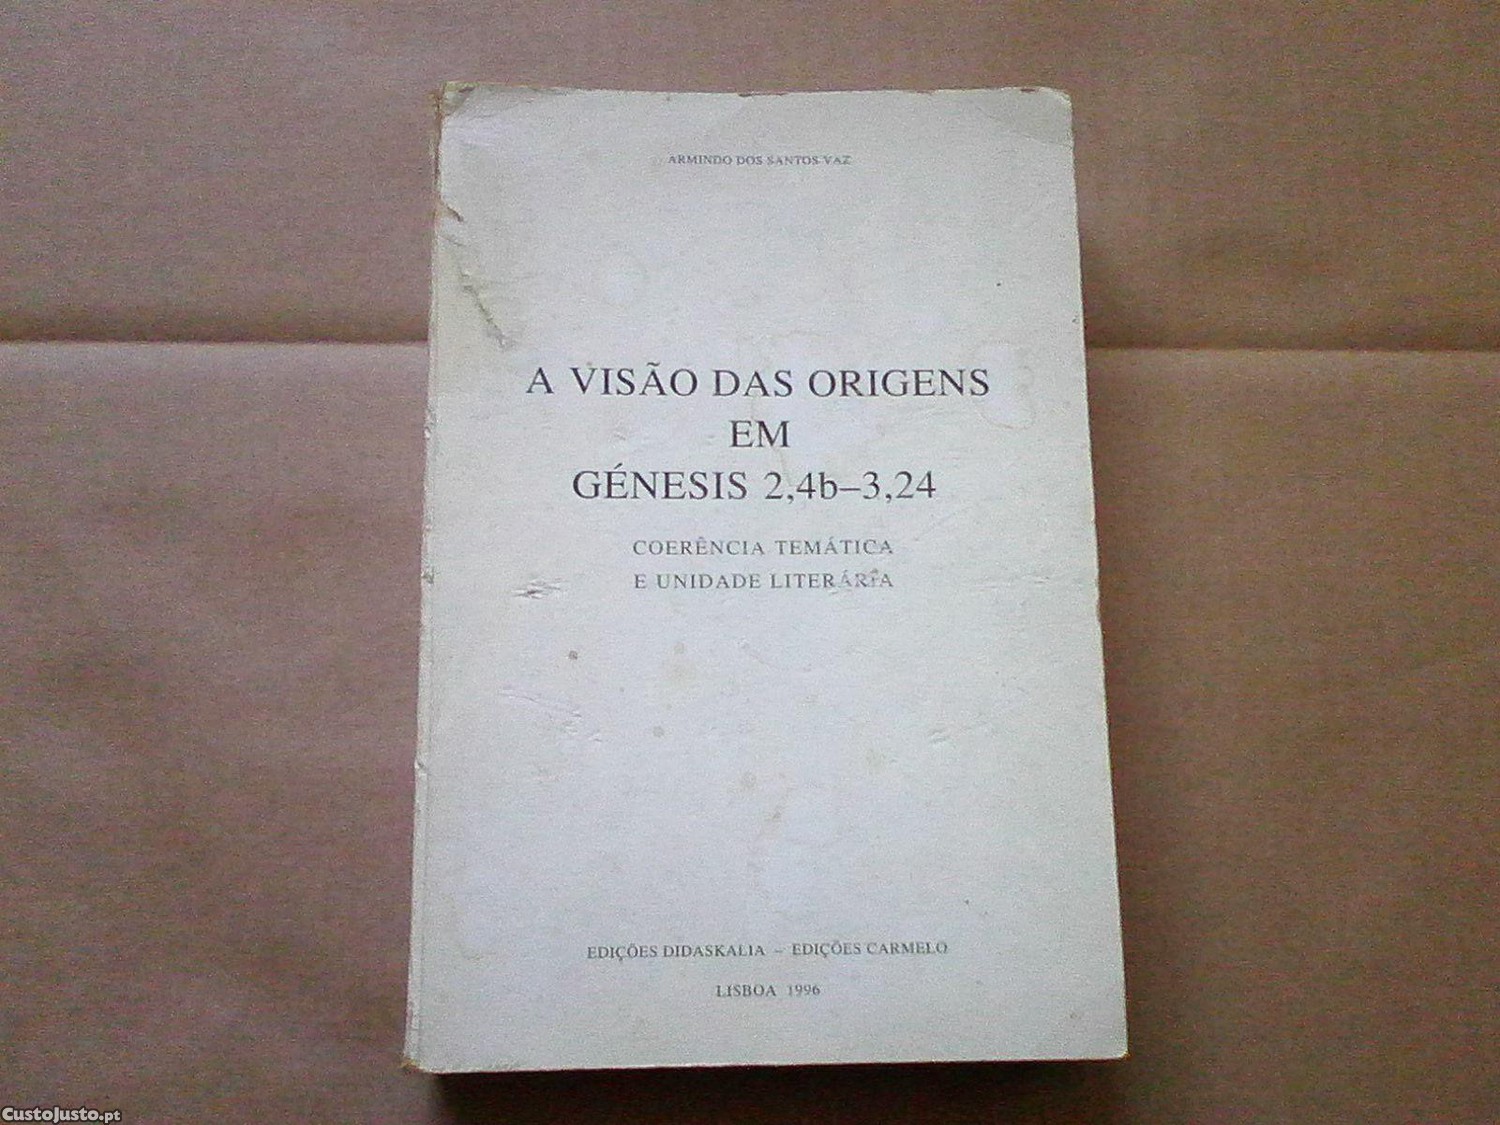 ARMINDO DOS SANTOS VAZ
A VISÃO DAS ORIGENS
EM
GÉNESIS 2,4b–3,24
COERÊNCIA TEMÁTICA
E UNIDADE LITERÁRIA
EDIÇÕES DIDASKALIA – EDIÇÕES CARMELO
LISBOA 1996
CustoJusto.pt